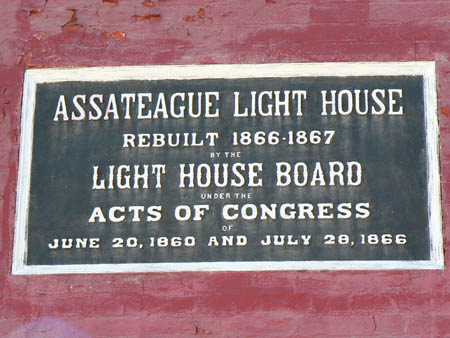 ASSATEAGUE LIGHT HOUSE
REBUILT 1866-1867
BY THE
LIGHT HOUSE BOARD
UNDER THE
ACTS OF CONGRESS
OF
JUNE 20, 1860 AND JULY 28, 1866